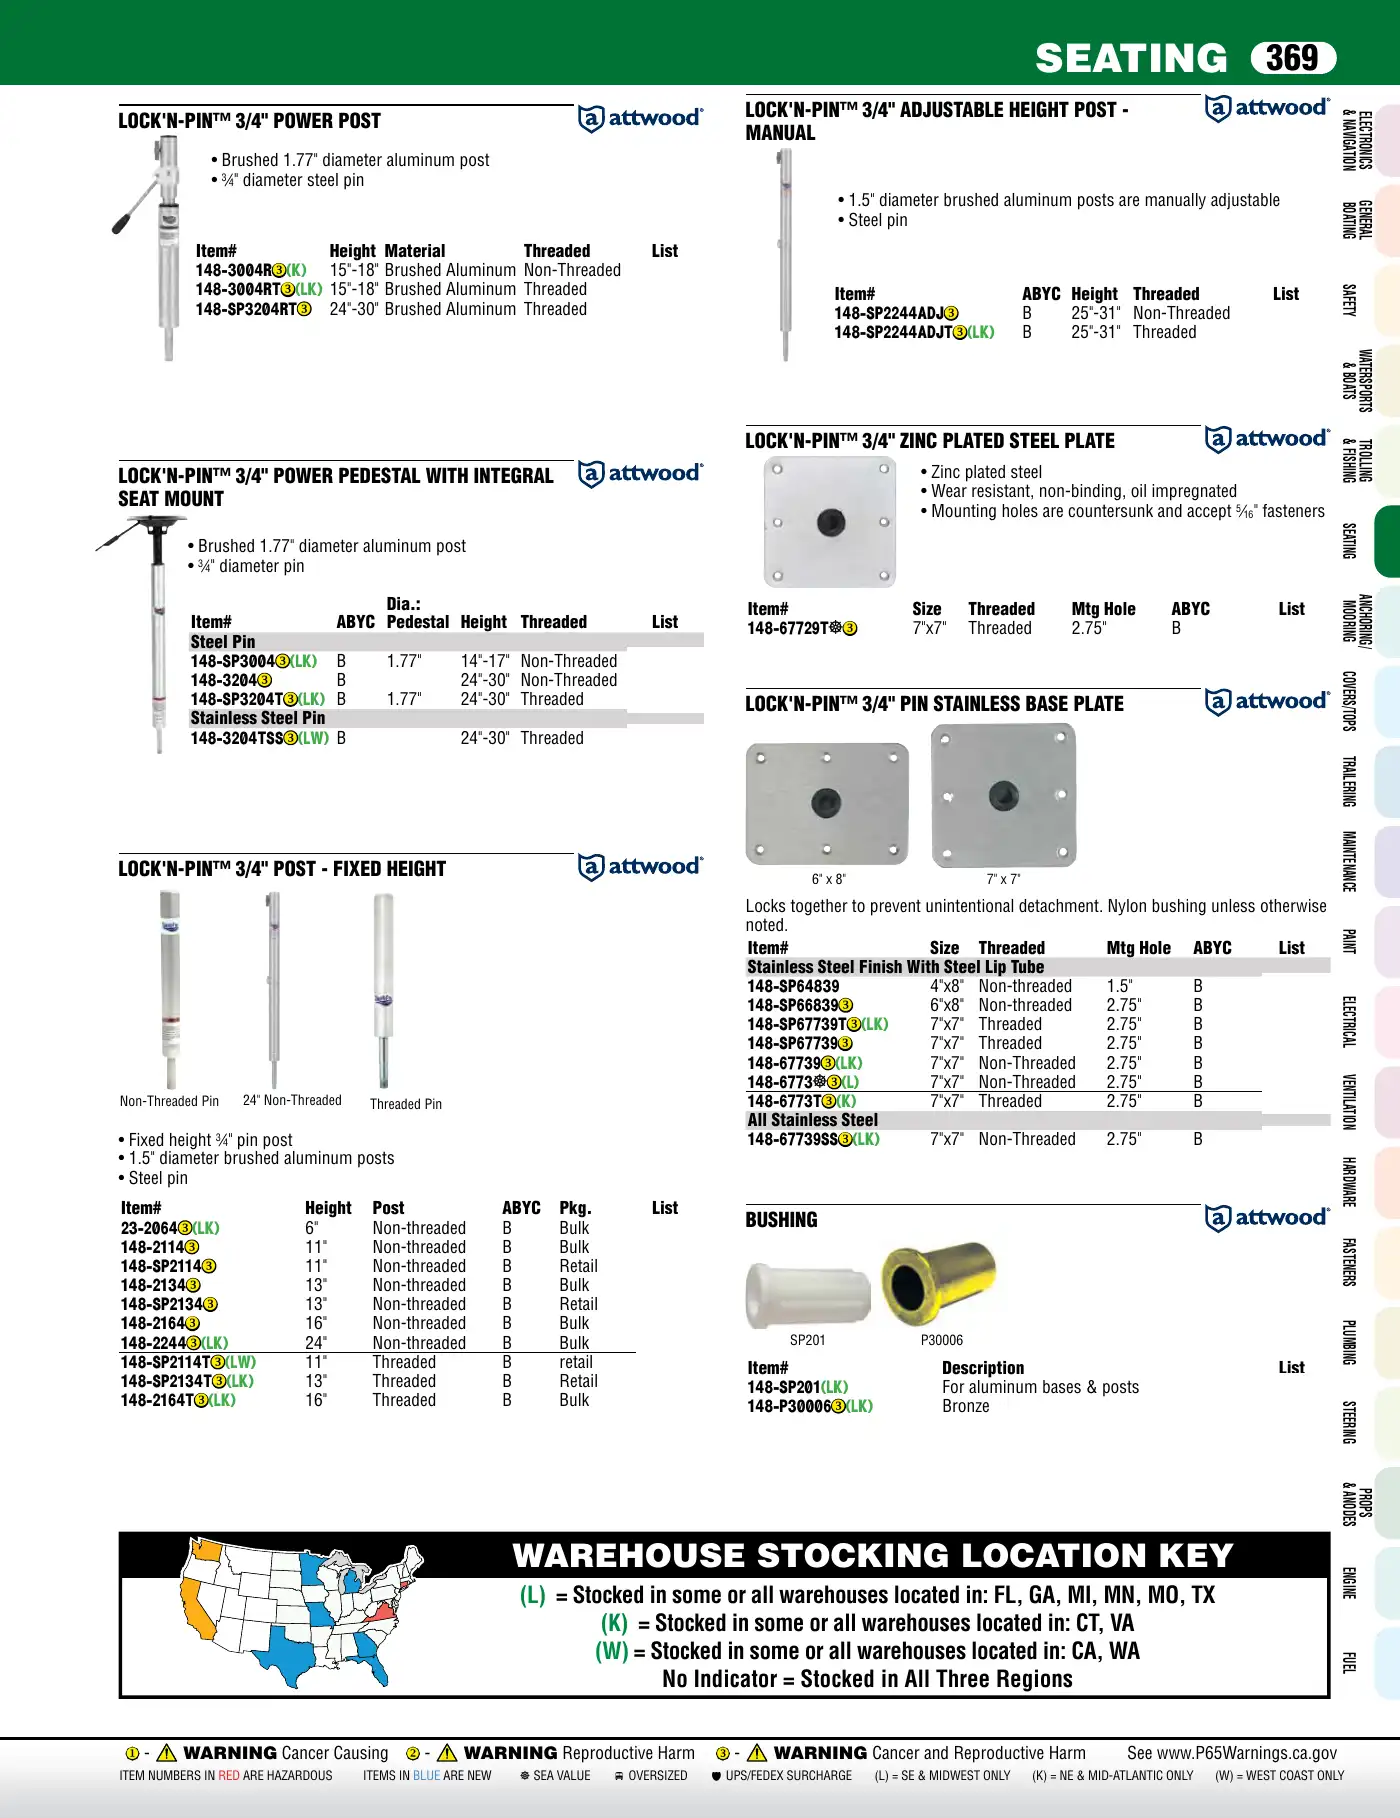 SEATING 369
LOCK'N-PIN™ 3/4" POWER POST
attwood
• Brushed 1.77" diameter aluminum post
• ¾" diameter steel pin
Item# Height Material Threaded List
148-3004R③(K) 15"-18" Brushed Aluminum Non-Threaded
148-3004RT③(LK) 15"-18" Brushed Aluminum Threaded
148-SP3204RT③ 24"-30" Brushed Aluminum Threaded
LOCK'N-PIN™ 3/4" POWER PEDESTAL WITH INTEGRAL
SEAT MOUNT
attwood
• Brushed 1.77" diameter aluminum post
• ¾" diameter pin
Dia.:
Item# ABYC Pedestal Height Threaded List
Steel Pin
148-SP3004③(LK) B 1.77" 14"-17" Non-Threaded
148-3204③ B 24"-30" Non-Threaded
148-SP3204T③(LK) B 1.77" 24"-30" Threaded
Stainless Steel Pin
148-3204TSS③(LW) B 24"-30" Threaded
LOCK'N-PIN™ 3/4" POST - FIXED HEIGHT
attwood
Non-Threaded Pin 24" Non-Threaded Threaded Pin
• Fixed height ¾" pin post
• 1.5" diameter brushed aluminum posts
• Steel pin
Item# Height Post ABYC Pkg. List
23-2064③(LK) 6" Non-threaded B Bulk
148-2114③ 11" Non-threaded B Bulk
148-SP2114③ 11" Non-threaded B Retail
148-2134③ 13" Non-threaded B Bulk
148-SP2134③ 13" Non-threaded B Retail
148-2164③ 16" Non-threaded B Bulk
148-2244③(LK) 24" Non-threaded B Bulk
148-SP2114T③(LW) 11" Threaded B retail
148-SP2134T③(LK) 13" Threaded B Retail
148-2164T③(LK) 16" Threaded B Bulk
LOCK'N-PIN™ 3/4" ADJUSTABLE HEIGHT POST -
MANUAL
attwood
• 1.5" diameter brushed aluminum posts are manually adjustable
• Steel pin
Item# ABYC Height Threaded List
148-SP2244ADJ③ B 25"-31" Non-Threaded
148-SP2244ADJT③(LK) B 25"-31" Threaded
LOCK'N-PIN™ 3/4" ZINC PLATED STEEL PLATE
attwood
• Zinc plated steel
• Wear resistant, non-binding, oil impregnated
• Mounting holes are countersunk and accept 5⁄16" fasteners
Item# Size Threaded Mtg Hole ABYC List
148-67729T☸③ 7"x7" Threaded 2.75" B
LOCK'N-PIN™ 3/4" PIN STAINLESS BASE PLATE
attwood
6" x 8" 7" x 7"
Locks together to prevent unintentional detachment. Nylon bushing unless otherwise
noted.
Item# Size Threaded Mtg Hole ABYC List
Stainless Steel Finish With Steel Lip Tube
148-SP64839 4"x8" Non-threaded 1.5" B
148-SP66839③ 6"x8" Non-threaded 2.75" B
148-SP67739T③(LK) 7"x7" Threaded 2.75" B
148-SP67739③ 7"x7" Threaded 2.75" B
148-67739③(LK) 7"x7" Non-Threaded 2.75" B
148-6773☸③(L) 7"x7" Non-Threaded 2.75" B
148-6773T③(K) 7"x7" Threaded 2.75" B
All Stainless Steel
148-67739SS③(LK) 7"x7" Non-Threaded 2.75" B
BUSHING
attwood
SP201 P30006
Item# Description List
148-SP201(LK) For aluminum bases & posts
148-P30006③(LK) Bronze
ELECTRONICS
& NAVIGATION
GENERAL
BOATING
SAFETY
WATERSPORTS
& BOATS
TROLLING
& FISHING
SEATING
ANCHORING/
MOORING
COVERS/TOPS
TRAILERING
MAINTENANCE
PAINT
ELECTRICAL
VENTILATION
HARDWARE
FASTENERS
PLUMBING
STEERING
PROPS
& ANODES
ENGINE
FUEL
WAREHOUSE STOCKING LOCATION KEY
(L) = Stocked in some or all warehouses located in: FL, GA, MI, MN, MO, TX
(K) = Stocked in some or all warehouses located in: CT, VA
(W) = Stocked in some or all warehouses located in: CA, WA
No Indicator = Stocked in All Three Regions
① - ⚠ WARNING Cancer Causing ② - ⚠ WARNING Reproductive Harm ③ - ⚠ WARNING Cancer and Reproductive Harm See www.P65Warnings.ca.gov
ITEM NUMBERS IN RED ARE HAZARDOUS ITEMS IN BLUE ARE NEW ☸ SEA VALUE OVERSIZED UPS/FEDEX SURCHARGE (L) = SE & MIDWEST ONLY (K) = NE & MID-ATLANTIC ONLY (W) = WEST COAST ONLY